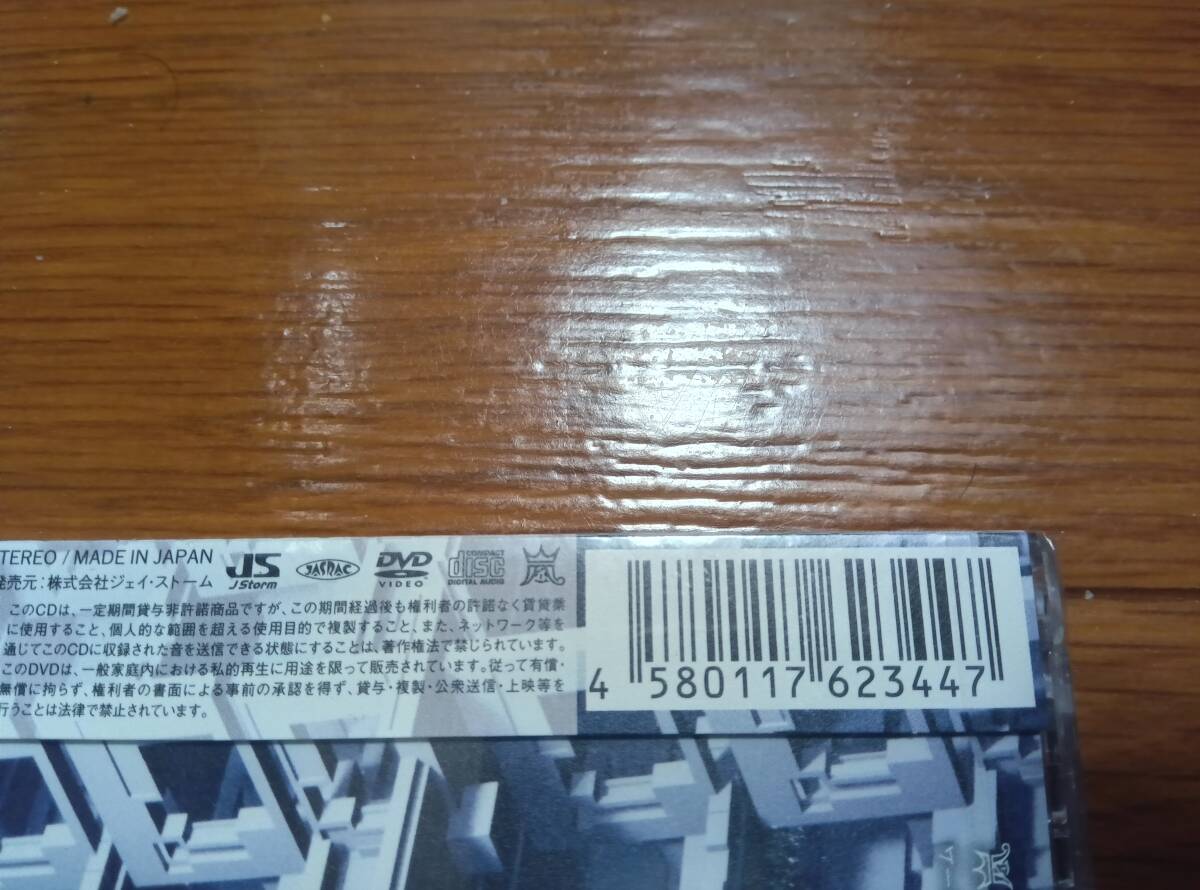 TEREO / MADE IN JAPAN
発売元：株式会社ジェイ・ストーム
JS
J Storm
JASRAC
DVD
VIDEO
COMPACT
disc
DIGITAL AUDIO
嵐
このCDは、一定期間貸与非許諾商品ですが、この期間経過後も権利者の許諾なく賃貸業
に使用すること、個人的な範囲を超える使用目的で複製すること、また、ネットワーク等を
通じてこのCDに収録された音を送信できる状態にすることは、著作権法で禁じられています。
このDVDは、一般家庭内における私的再生に用途を限って販売されています。従って有償・
無償に拘らず、権利者の書面による事前の承認を得ず、貸与・複製・公衆送信・上映等を
行うことは法律で禁止されています。
4 580117 623447
嵐